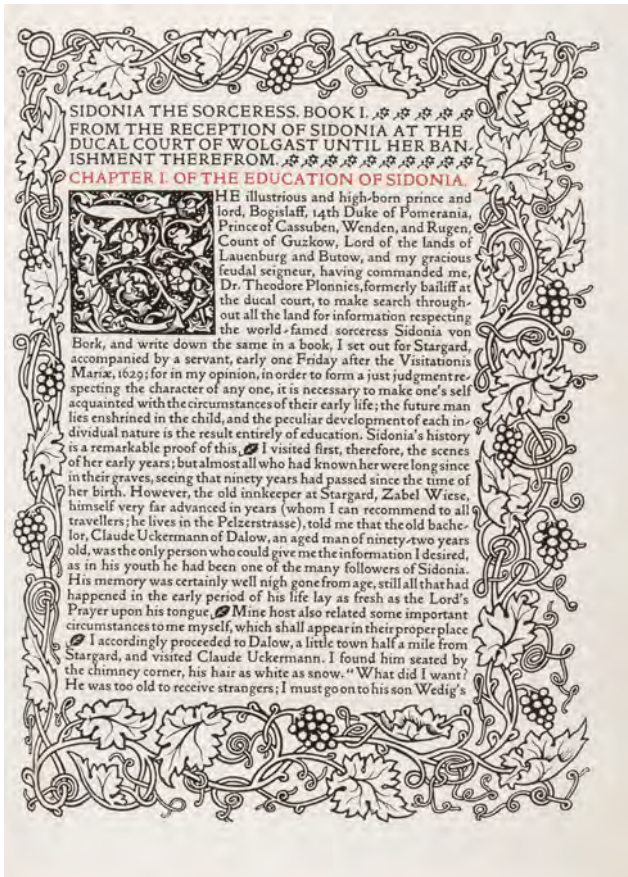 SIDONIA THE SORCERESS. BOOK I.
FROM THE RECEPTION OF SIDONIA AT THE
DUCAL COURT OF WOLGAST UNTIL HER BAN-
ISHMENT THEREFROM.
CHAPTER I. OF THE EDUCATION OF SIDONIA.
THE illustrious and high-born prince and
lord, Bogislaff, 14th Duke of Pomerania,
Prince of Cassuben, Wenden, and Rugen,
Count of Guzkow, Lord of the lands of
Lauenburg and Butow, and my gracious
feudal seigneur, having commanded me,
Dr. Theodore Plonnies, formerly bailiff at
the ducal court, to make search through-
out all the land for information respecting
the world-famed sorceress Sidonia von
Bork, and write down the same in a book, I set out for Stargard,
accompanied by a servant, early one Friday after the Visitationis
Mariæ, 1629; for in my opinion, in order to form a just judgment re-
specting the character of any one, it is necessary to make one's self
acquainted with the circumstances of their early life; the future man
lies enshrined in the child, and the peculiar development of each in-
dividual nature is the result entirely of education. Sidonia's history
is a remarkable proof of this. I visited first, therefore, the scenes
of her early years; but almost all who had known her were long since
in their graves, seeing that ninety years had passed since the time of
her birth. However, the old innkeeper at Stargard, Zabel Wiese,
himself very far advanced in years (whom I can recommend to all
travellers; he lives in the Pelzerstrasse), told me that the old bache-
lor, Claude Uckermann of Dalow, an aged man of ninety-two years
old, was the only person who could give me the information I desired,
as in his youth he had been one of the many followers of Sidonia.
His memory was certainly well nigh gone from age, still all that had
happened in the early period of his life lay as fresh as the Lord's
Prayer upon his tongue. Mine host also related some important
circumstances to me myself, which shall appear in their proper place
I accordingly proceeded to Dalow, a little town half a mile from
Stargard, and visited Claude Uckermann. I found him seated by
the chimney corner, his hair as white as snow. "What did I want?
He was too old to receive strangers; I must go on to his son Wedig's